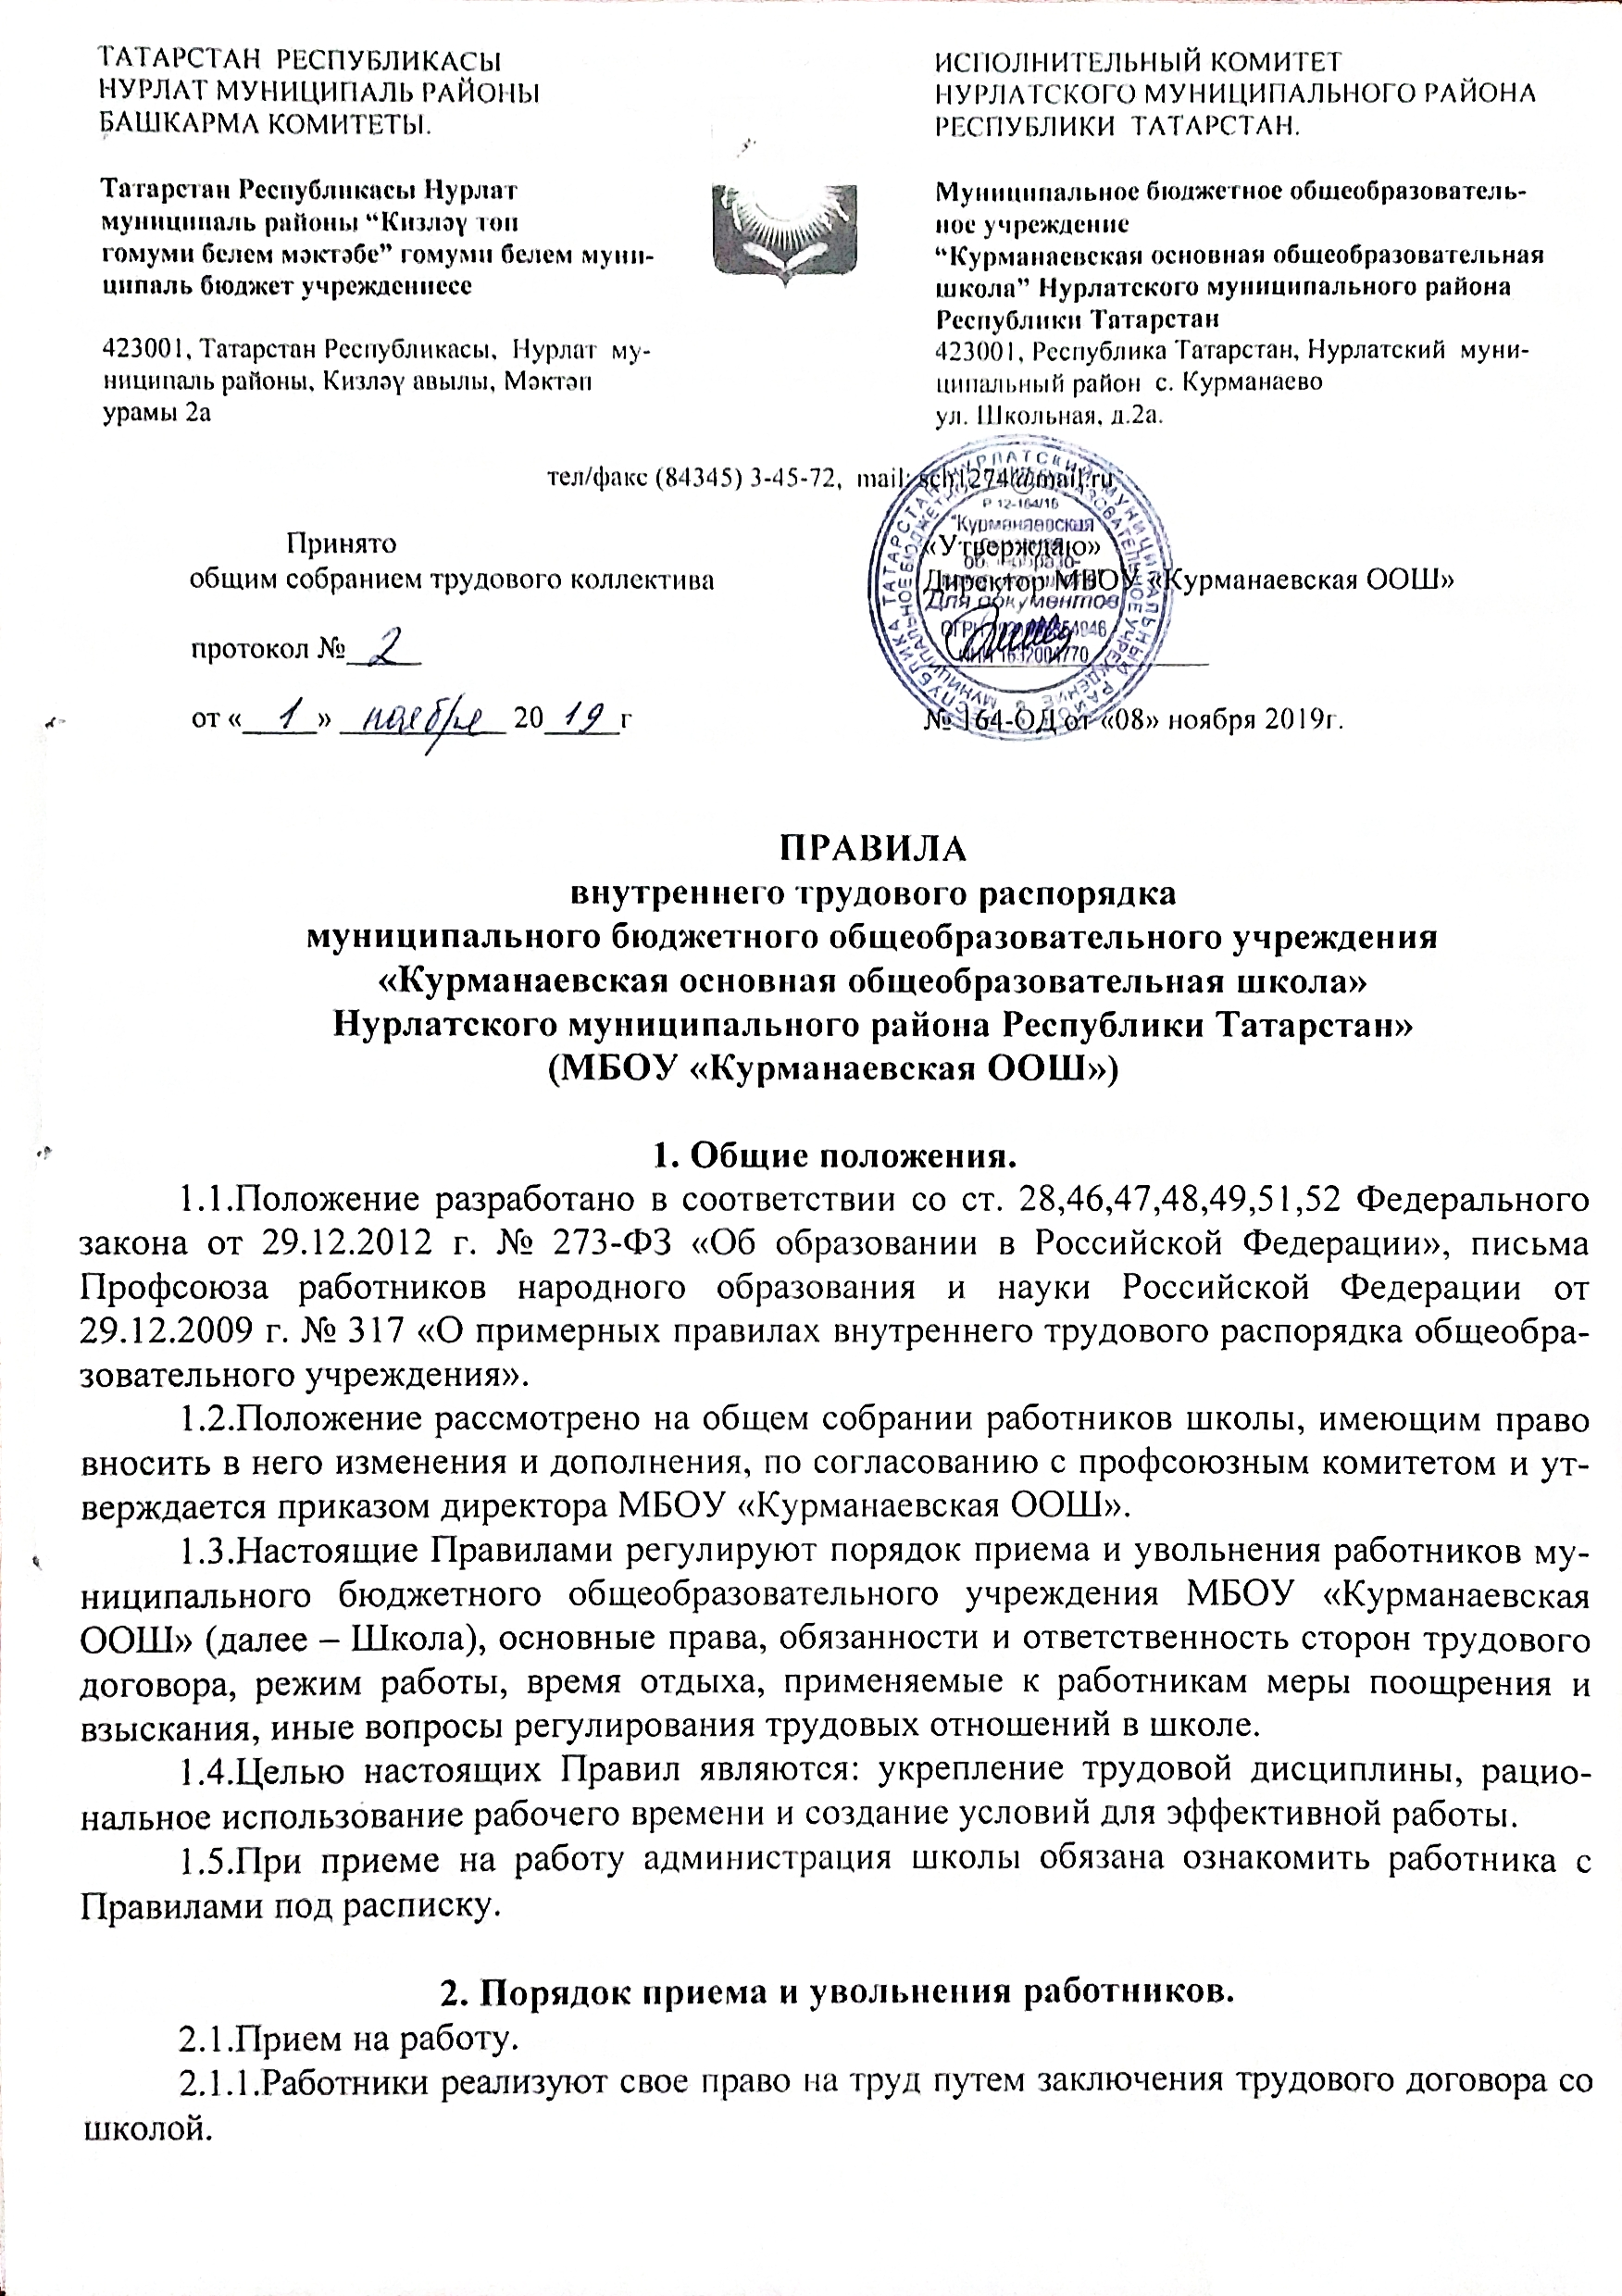 ТАТАРСТАН РЕСПУБЛИКАСЫ
НУРЛАТ МУНИЦИПАЛЬ РАЙОНЫ
БАШКАРМА КОМИТЕТЫ.
Татарстан Республикасы Нурлат
муниципаль районы “Кизләү төп
гомуми белем мәктәбе” гомуми белем муни-
ципаль бюджет учреждениесе
423001, Татарстан Республикасы, Нурлат му-
ниципаль районы, Кизләү авылы, Мәктәп
урамы 2а
ИСПОЛНИТЕЛЬНЫЙ КОМИТЕТ
НУРЛАТСКОГО МУНИЦИПАЛЬНОГО РАЙОНА
РЕСПУБЛИКИ ТАТАРСТАН.
Муниципальное бюджетное общеобразователь-
ное учреждение
“Курманаевская основная общеобразовательная
школа” Нурлатского муниципального района
Республики Татарстан
423001, Республика Татарстан, Нурлатский муни-
ципальный район с. Курманаево
ул. Школьная, д.2а.
тел/факс (84345) 3-45-72, mail: sch1274@mail.ru
Принято
общим собранием трудового коллектива
протокол № 2
от « 1 » ноября 20 19 г
«Утверждаю»
Директор МБОУ «Курманаевская ООШ»
№ 164-ОД от «08» ноября 2019г.
Р 12-164/16
"Курманаевская
Для документов
ИНН 1632004770
ПРАВИЛА
внутреннего трудового распорядка
муниципального бюджетного общеобразовательного учреждения
«Курманаевская основная общеобразовательная школа»
Нурлатского муниципального района Республики Татарстан»
(МБОУ «Курманаевская ООШ»)
1. Общие положения.
1.1.Положение разработано в соответствии со ст. 28,46,47,48,49,51,52 Федерального
закона от 29.12.2012 г. № 273-ФЗ «Об образовании в Российской Федерации», письма
Профсоюза работников народного образования и науки Российской Федерации от
29.12.2009 г. № 317 «О примерных правилах внутреннего трудового распорядка общеобра-
зовательного учреждения».
1.2.Положение рассмотрено на общем собрании работников школы, имеющим право
вносить в него изменения и дополнения, по согласованию с профсоюзным комитетом и ут-
верждается приказом директора МБОУ «Курманаевская ООШ».
1.3.Настоящие Правилами регулируют порядок приема и увольнения работников му-
ниципального бюджетного общеобразовательного учреждения МБОУ «Курманаевская
ООШ» (далее – Школа), основные права, обязанности и ответственность сторон трудового
договора, режим работы, время отдыха, применяемые к работникам меры поощрения и
взыскания, иные вопросы регулирования трудовых отношений в школе.
1.4.Целью настоящих Правил являются: укрепление трудовой дисциплины, рацио-
нальное использование рабочего времени и создание условий для эффективной работы.
1.5.При приеме на работу администрация школы обязана ознакомить работника с
Правилами под расписку.
2. Порядок приема и увольнения работников.
2.1.Прием на работу.
2.1.1.Работники реализуют свое право на труд путем заключения трудового договора со
школой.